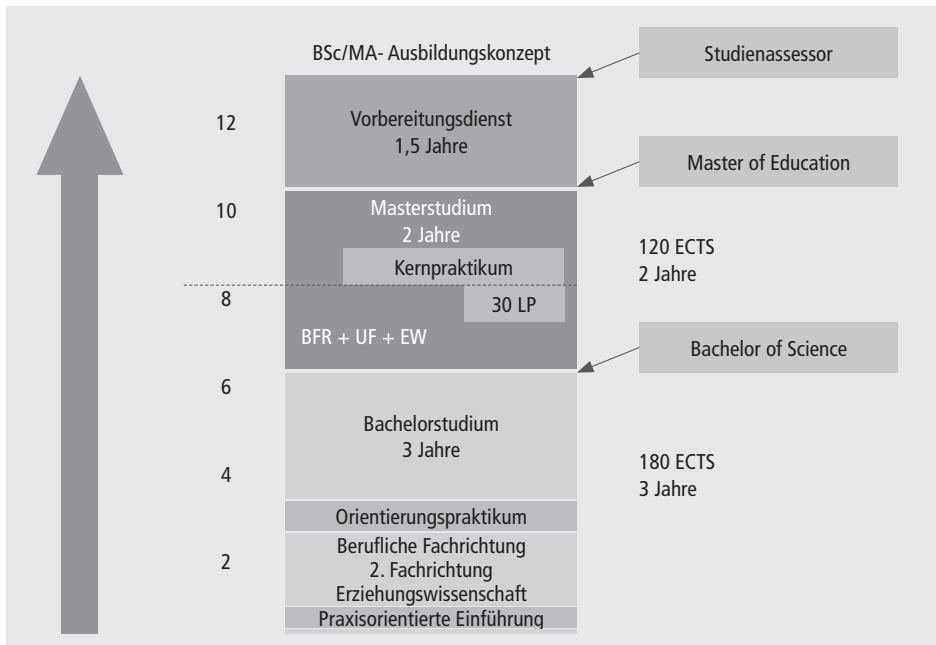 BSc/MA- Ausbildungskonzept
Studienassessor
12
Vorbereitungsdienst
1,5 Jahre
Master of Education
10
Masterstudium
2 Jahre
120 ECTS
2 Jahre
Kernpraktikum
8
30 LP
BFR + UF + EW
Bachelor of Science
6
Bachelorstudium
3 Jahre
180 ECTS
3 Jahre
4
Orientierungspraktikum
2
Berufliche Fachrichtung
2. Fachrichtung
Erziehungswissenschaft
Praxisorientierte Einführung